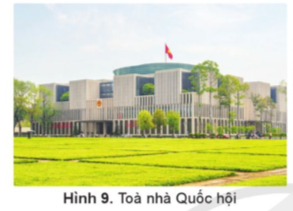 Hình 9. Toà nhà Quốc hội